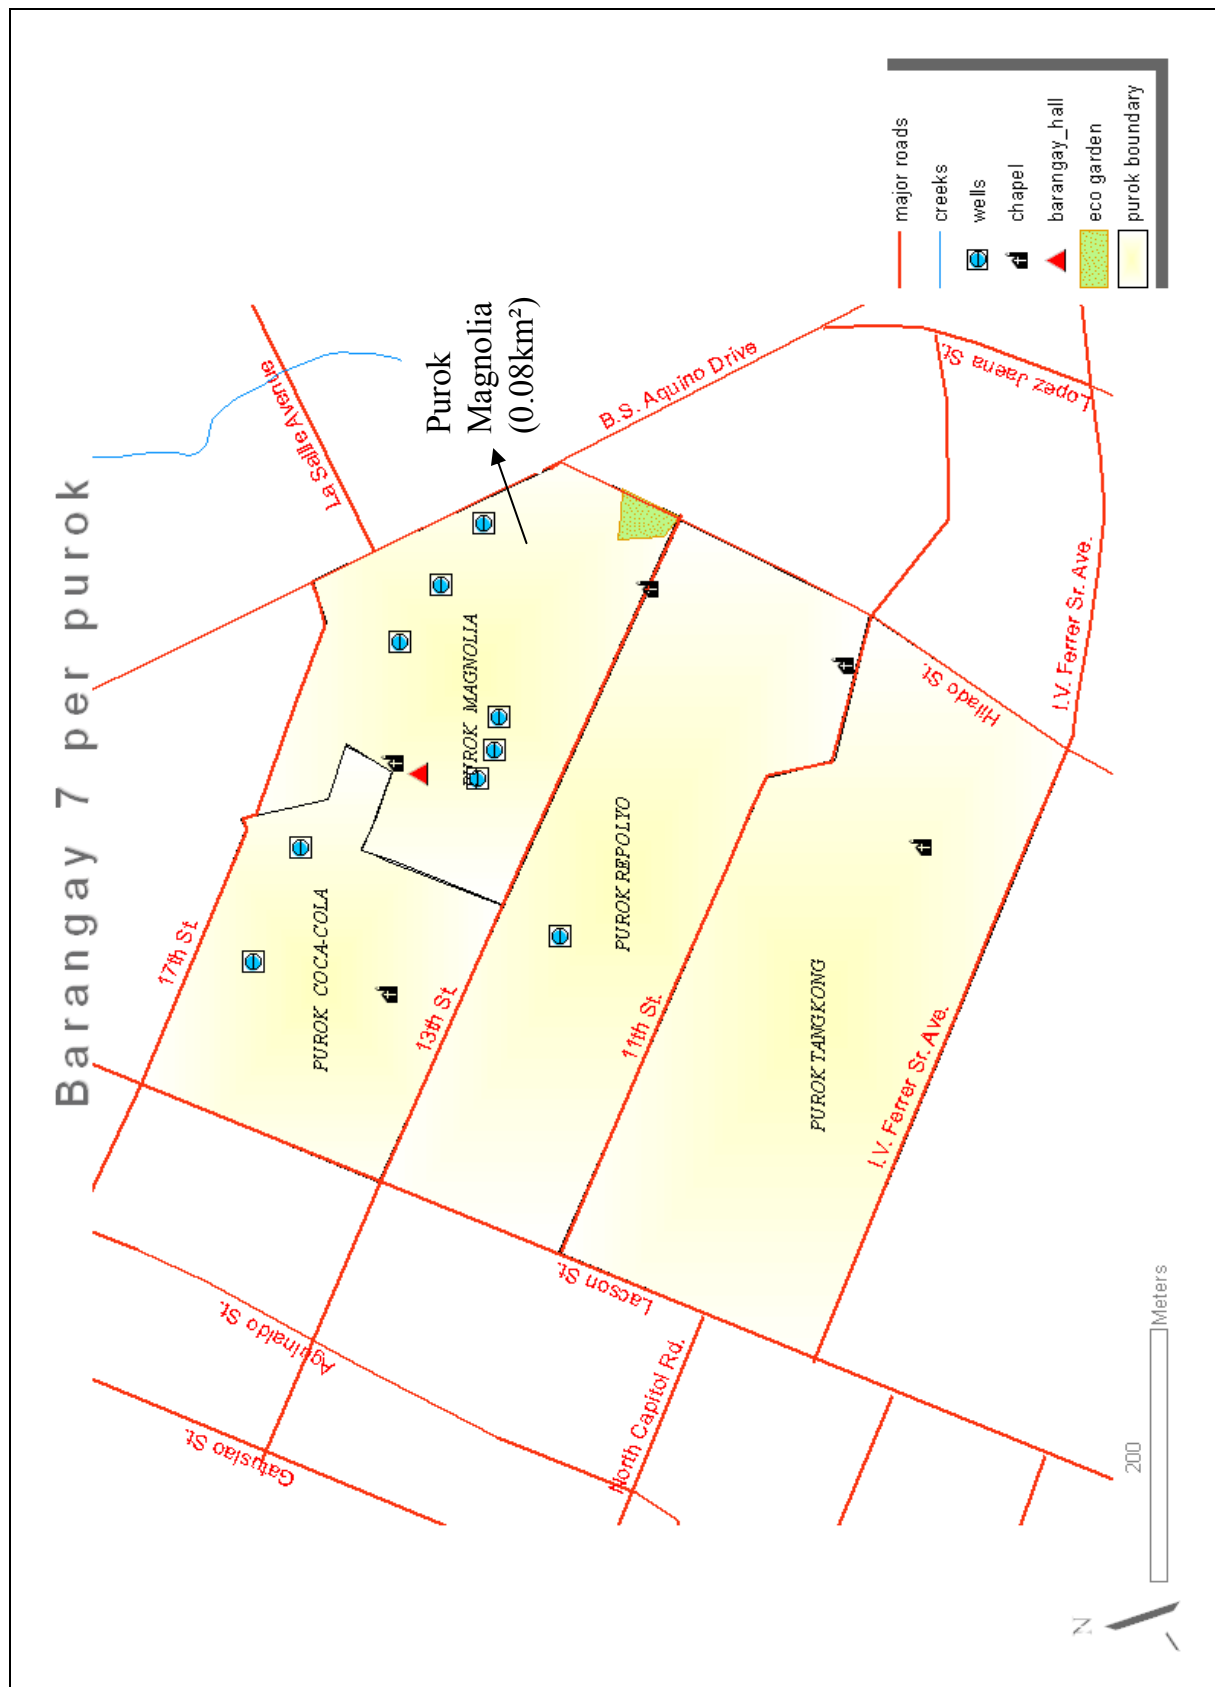 Barangay 7 per purok
La Salle Avenue
Purok
Magnolia
(0.08km²)
B.S. Aquino Drive
Lopez Jaena St.
17th St.
PUROK COCA-COLA
PUROK MAGNOLIA
13th St.
PUROK REPOLYO
11th St.
PUROK TANGKONG
Hilado St.
I.V. Ferrer Sr. Ave.
I.V. Ferrer Sr. Ave.
Lacson St.
Aguinaldo St.
Gatuslao St.
North Capitol Rd.
major roads
creeks
wells
chapel
barangay_hall
eco garden
purok boundary
N
200
Meters